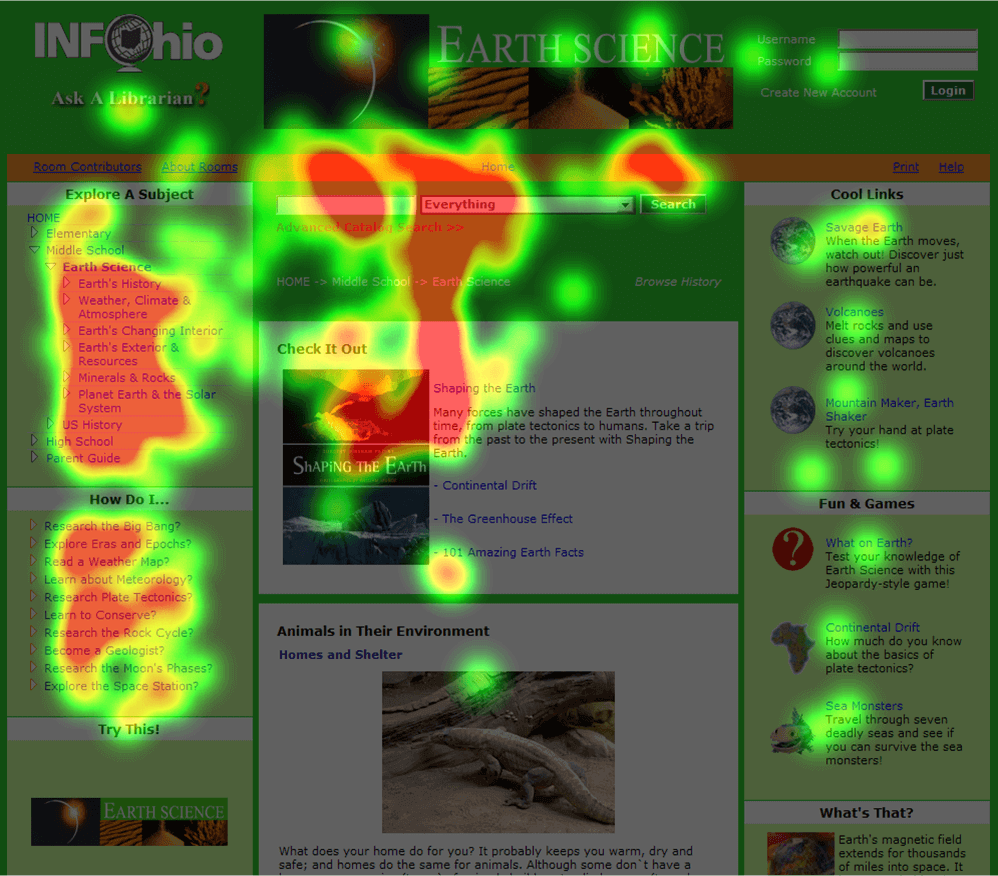 INFOhio
Ask A Librarian?
EARTH SCIENCE
Username
Password
Create New Account
Login
Room Contributors
About Rooms
Home
Print
Help
Everything
Search
Advanced Catalog Search >>
HOME -> Middle School -> Earth Science
Browse History
Explore A Subject
HOME
Elementary
Middle School
Earth Science
Earth's History
Weather, Climate &
Atmosphere
Earth's Changing Interior
Earth's Exterior &
Resources
Minerals & Rocks
Planet Earth & the Solar
System
US History
High School
Parent Guide
How Do I...
Research the Big Bang?
Explore Eras and Epochs?
Read a Weather Map?
Learn about Meteorology?
Research Plate Tectonics?
Learn to Conserve?
Research the Rock Cycle?
Become a Geologist?
Research the Moon's Phases?
Explore the Space Station?
Try This!
EARTH SCIENCE
Check It Out
SHAPING THE EARTH
Shaping the Earth
Many forces have shaped the Earth throughout
time, from plate tectonics to humans. Take a trip
from the past to the present with Shaping the
Earth.
- Continental Drift
- The Greenhouse Effect
- 101 Amazing Earth Facts
Animals in Their Environment
Homes and Shelter
What does your home do for you? It probably keeps you warm, dry and
safe; and homes do the same for animals. Although some don`t have a
Cool Links
Savage Earth
When the Earth moves,
watch out! Discover just
how powerful an
earthquake can be.
Volcanoes
Melt rocks and use
clues and maps to
discover volcanoes
around the world.
Mountain Maker, Earth
Shaker
Try your hand at plate
tectonics!
Fun & Games
?
What on Earth?
Test your knowledge of
Earth Science with this
Jeopardy-style game!
Continental Drift
How much do you know
about the basics of
plate tectonics?
Sea Monsters
Travel through seven
deadly seas and see if
you can survive the sea
monsters!
What's That?
Earth's magnetic field
extends for thousands
of miles into space. It